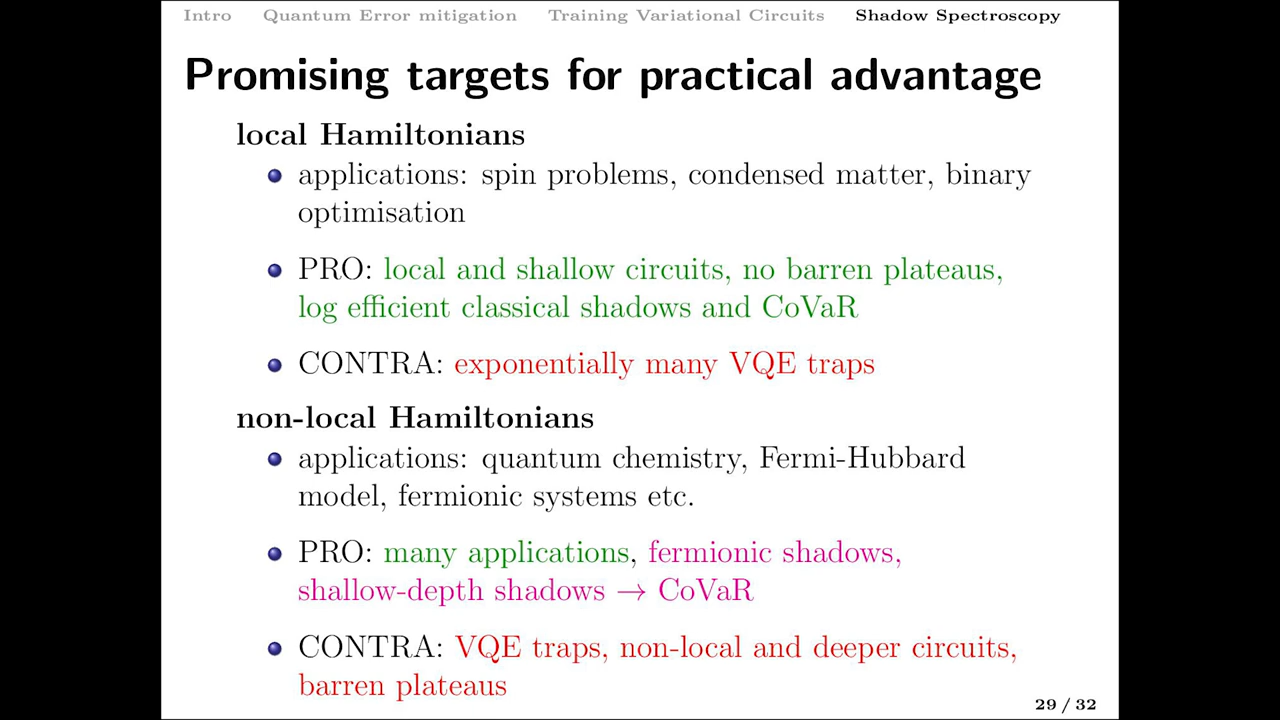 Intro Quantum Error mitigation Training Variational Circuits Shadow Spectroscopy
Promising targets for practical advantage
local Hamiltonians
applications: spin problems, condensed matter, binary
optimisation
PRO: local and shallow circuits, no barren plateaus,
log efficient classical shadows and CoVaR
CONTRA: exponentially many VQE traps
non-local Hamiltonians
applications: quantum chemistry, Fermi-Hubbard
model, fermionic systems etc.
PRO: many applications, fermionic shadows,
shallow-depth shadows → CoVaR
CONTRA: VQE traps, non-local and deeper circuits,
barren plateaus
29 / 32